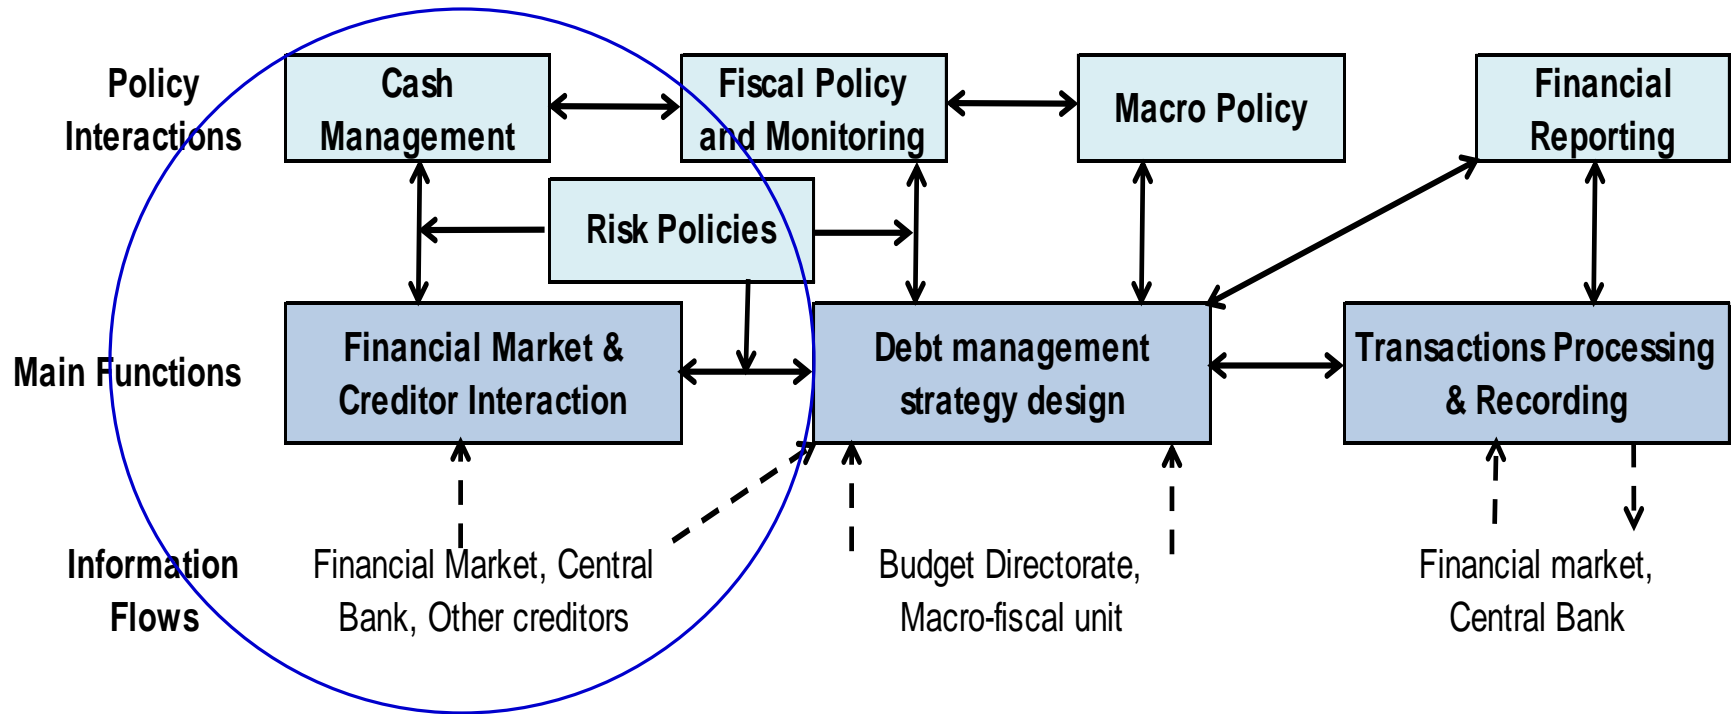 Policy
Interactions
Cash
Management
Fiscal Policy
and Monitoring
Macro Policy
Financial
Reporting
Risk Policies
Main Functions
Financial Market &
Creditor Interaction
Debt management
strategy design
Transactions Processing
& Recording
Information
Flows
Financial Market, Central
Bank, Other creditors
Budget Directorate,
Macro-fiscal unit
Financial market,
Central Bank